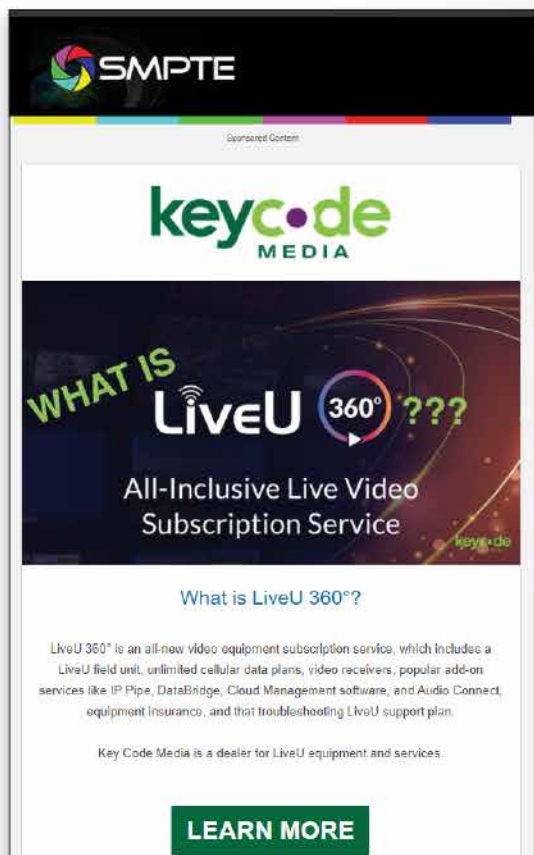 SMPTE
Sponsored Content
keycode
MEDIA
WHAT IS
LiveU 360° ???
All-Inclusive Live Video
Subscription Service
keycode
What is LiveU 360°?
LiveU 360° is an all-new video equipment subscription service, which includes a
LiveU field unit, unlimited cellular data plans, video receivers, popular add-on
services like IP Pipe, DataBridge, Cloud Management software, and Audio Connect,
equipment insurance, and that troubleshooting LiveU support plan.
Key Code Media is a dealer for LiveU equipment and services.
LEARN MORE